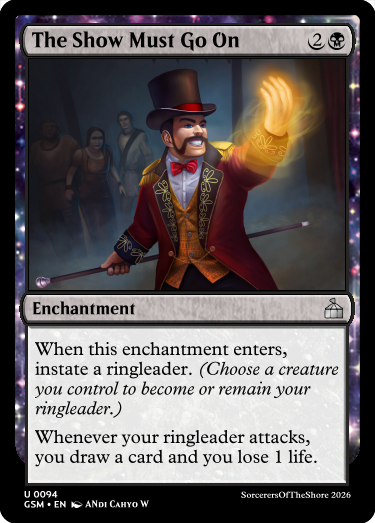 The Show Must Go On 2
Enchantment
When this enchantment enters,
instate a ringleader. (Choose a creature
you control to become or remain your
ringleader.)
Whenever your ringleader attacks,
you draw a card and you lose 1 life.
U 0094
GSM • EN ANDI CAHYO W
SorcerersOfTheShore 2026